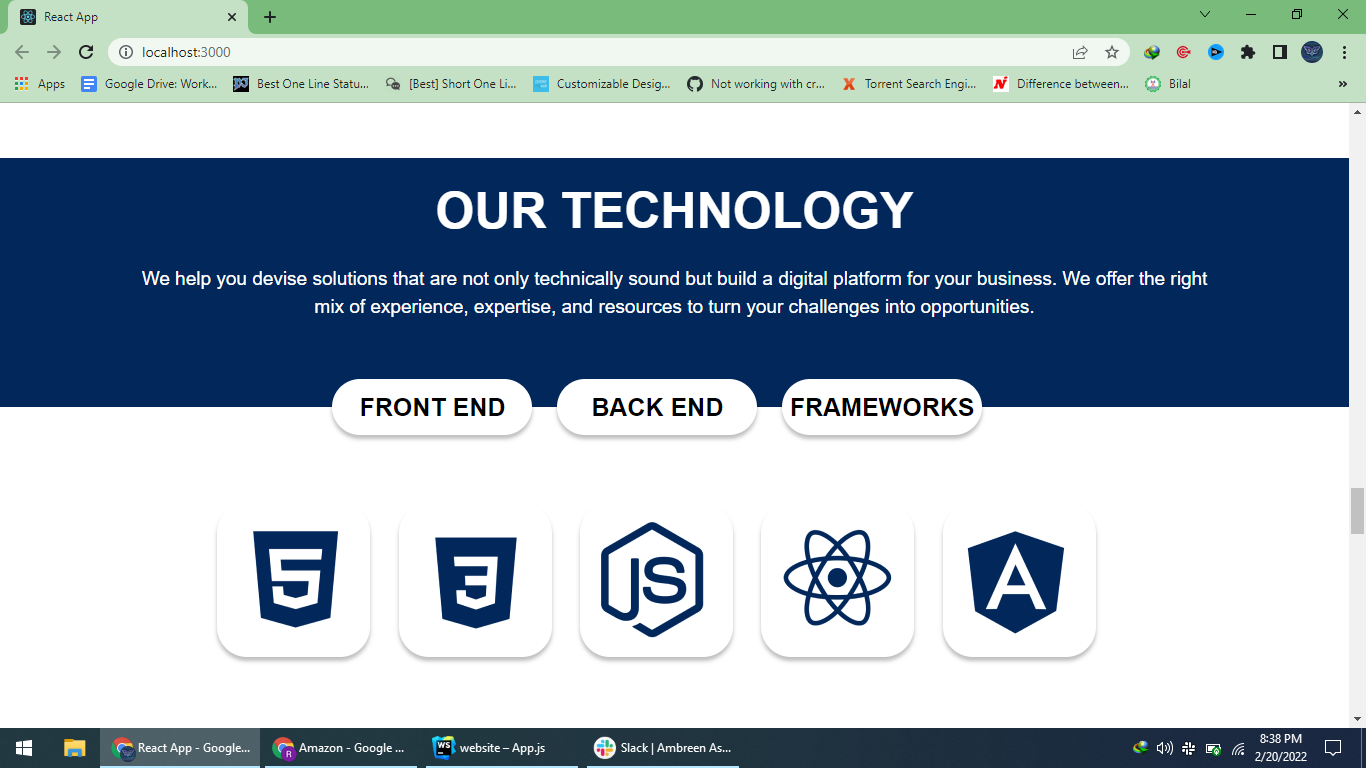 React App
localhost:3000
Apps Google Drive: Work... Best One Line Statu... [Best] Short One Li... Customizable Desig... Not working with cr... Torrent Search Engi... Difference between... Bilal »
OUR TECHNOLOGY
We help you devise solutions that are not only technically sound but build a digital platform for your business. We offer the right
mix of experience, expertise, and resources to turn your challenges into opportunities.
FRONT END BACK END FRAMEWORKS
5 3 JS A
React App - Google... Amazon - Google ... website – App.js Slack | Ambreen As...
8:38 PM
2/20/2022